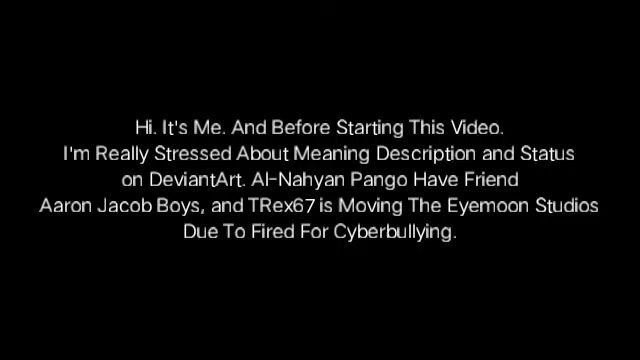 Hi. It's Me. And Before Starting This Video.
I'm Really Stressed About Meaning Description and Status
on DeviantArt. Al-Nahyan Pango Have Friend
Aaron Jacob Boys, and TRex67 is Moving The Eyemoon Studios
Due To Fired For Cyberbullying.